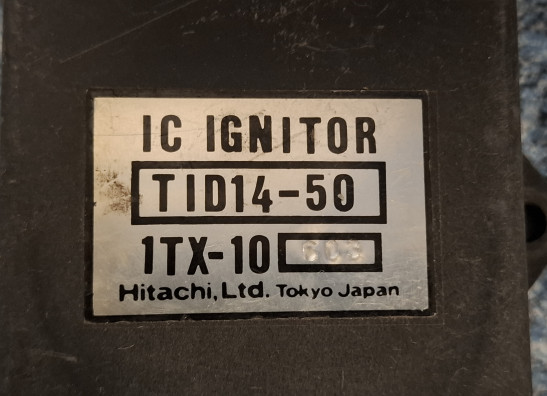 IC IGNITOR
TID14-50
1TX-10
Hitachi, Ltd. Tokyo Japan